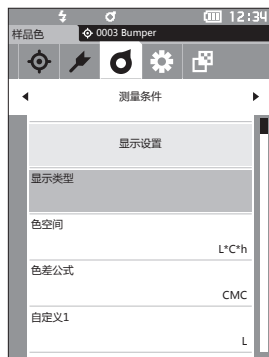 12:34
样品色 0003 Bumper
测量条件
显示设置
显示类型
色空间
L*C*h
色差公式
CMC
自定义1
L